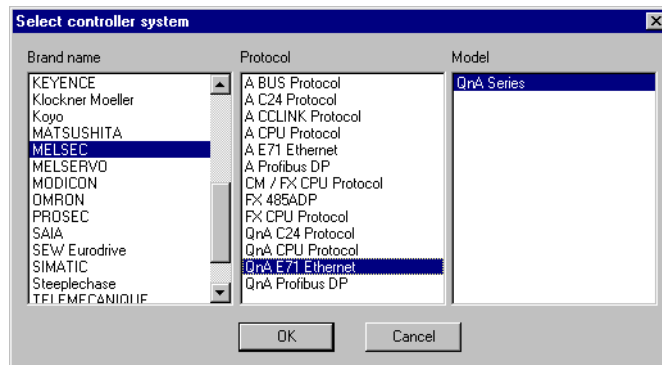 Select controller system
Brand name
Protocol
Model
KEYENCE
Klockner Moeller
Koyo
MATSUSHITA
MELSEC
MELSERVO
MODICON
OMRON
PROSEC
SAIA
SEW Eurodrive
SIMATIC
Steeplechase
TELEMECANIQUE
A BUS Protocol
A C24 Protocol
A CCLINK Protocol
A CPU Protocol
A E71 Ethernet
A Profibus DP
CM / FX CPU Protocol
FX 485ADP
FX CPU Protocol
QnA C24 Protocol
QnA CPU Protocol
QnA E71 Ethernet
QnA Profibus DP
QnA Series
OK
Cancel